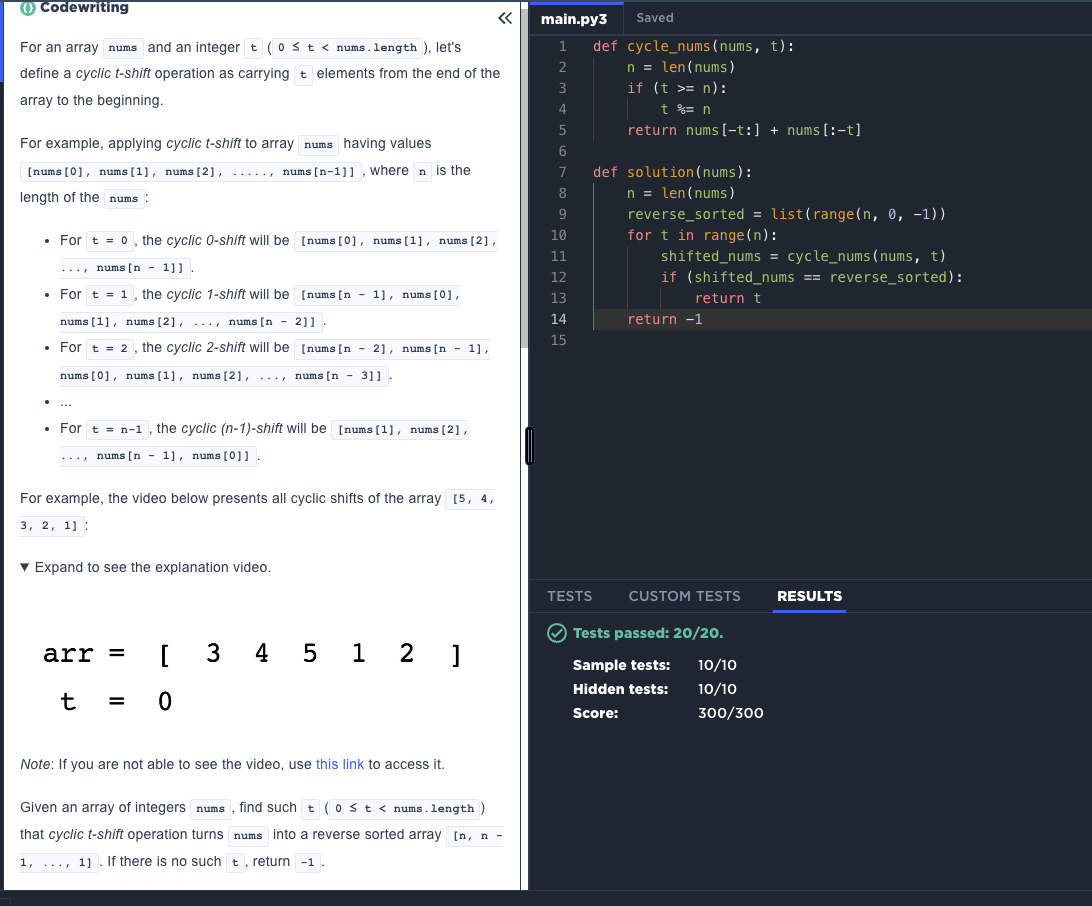 Codewriting
For an array nums and an integer t ( 0 ≤ t < nums.length ), let's
define a cyclic t-shift operation as carrying t elements from the end of the
array to the beginning.
For example, applying cyclic t-shift to array nums having values
[nums[0], nums[1], nums[2], ....., nums[n-1]] , where n is the
length of the nums :
• For t = 0 , the cyclic 0-shift will be [nums[0], nums[1], nums[2],
..., nums[n - 1]] .
• For t = 1 , the cyclic 1-shift will be [nums[n - 1], nums[0],
nums[1], nums[2], ..., nums[n - 2]] .
• For t = 2 , the cyclic 2-shift will be [nums[n - 2], nums[n - 1],
nums[0], nums[1], nums[2], ..., nums[n - 3]] .
• ...
• For t = n-1 , the cyclic (n-1)-shift will be [nums[1], nums[2],
..., nums[n - 1], nums[0]] .
For example, the video below presents all cyclic shifts of the array [5, 4,
3, 2, 1] :
▼ Expand to see the explanation video.
arr = [ 3 4 5 1 2 ]
t = 0
Note: If you are not able to see the video, use this link to access it.
Given an array of integers nums , find such t ( 0 ≤ t < nums.length )
that cyclic t-shift operation turns nums into a reverse sorted array [n, n -
1, ..., 1] . If there is no such t , return -1 .
main.py3 Saved
1 def cycle_nums(nums, t):
2 n = len(nums)
3 if (t >= n):
4 t %= n
5 return nums[-t:] + nums[:-t]
6
7 def solution(nums):
8 n = len(nums)
9 reverse_sorted = list(range(n, 0, -1))
10 for t in range(n):
11 shifted_nums = cycle_nums(nums, t)
12 if (shifted_nums == reverse_sorted):
13 return t
14 return -1
15
TESTS CUSTOM TESTS RESULTS
Tests passed: 20/20.
Sample tests: 10/10
Hidden tests: 10/10
Score: 300/300